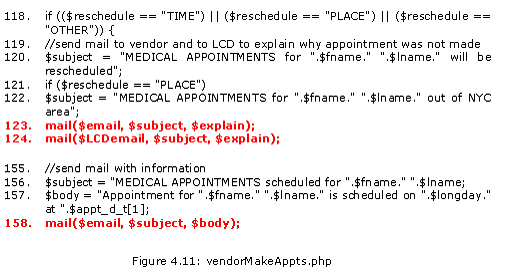 118. if (($reschedule == "TIME") || ($reschedule == "PLACE") || ($reschedule ==
"OTHER")) {
119. //send mail to vendor and to LCD to explain why appointment was not made
120. $subject = "MEDICAL APPOINTMENTS for ".$fname." ".$lname." will be
rescheduled";
121. if ($reschedule == "PLACE")
122. $subject = "MEDICAL APPOINTMENTS for ".$fname." ".$lname." out of NYC
area";
123. mail($email, $subject, $explain);
124. mail($LCDemail, $subject, $explain);
155. //send mail with information
156. $subject = "MEDICAL APPOINTMENTS scheduled for ".$fname." ".$lname;
157. $body = "Appointment for ".$fname." ".$lname." is scheduled on ".$longday."
at ".$appt_d_t[1];
158. mail($email, $subject, $body);
Figure 4.11: vendorMakeAppts.php